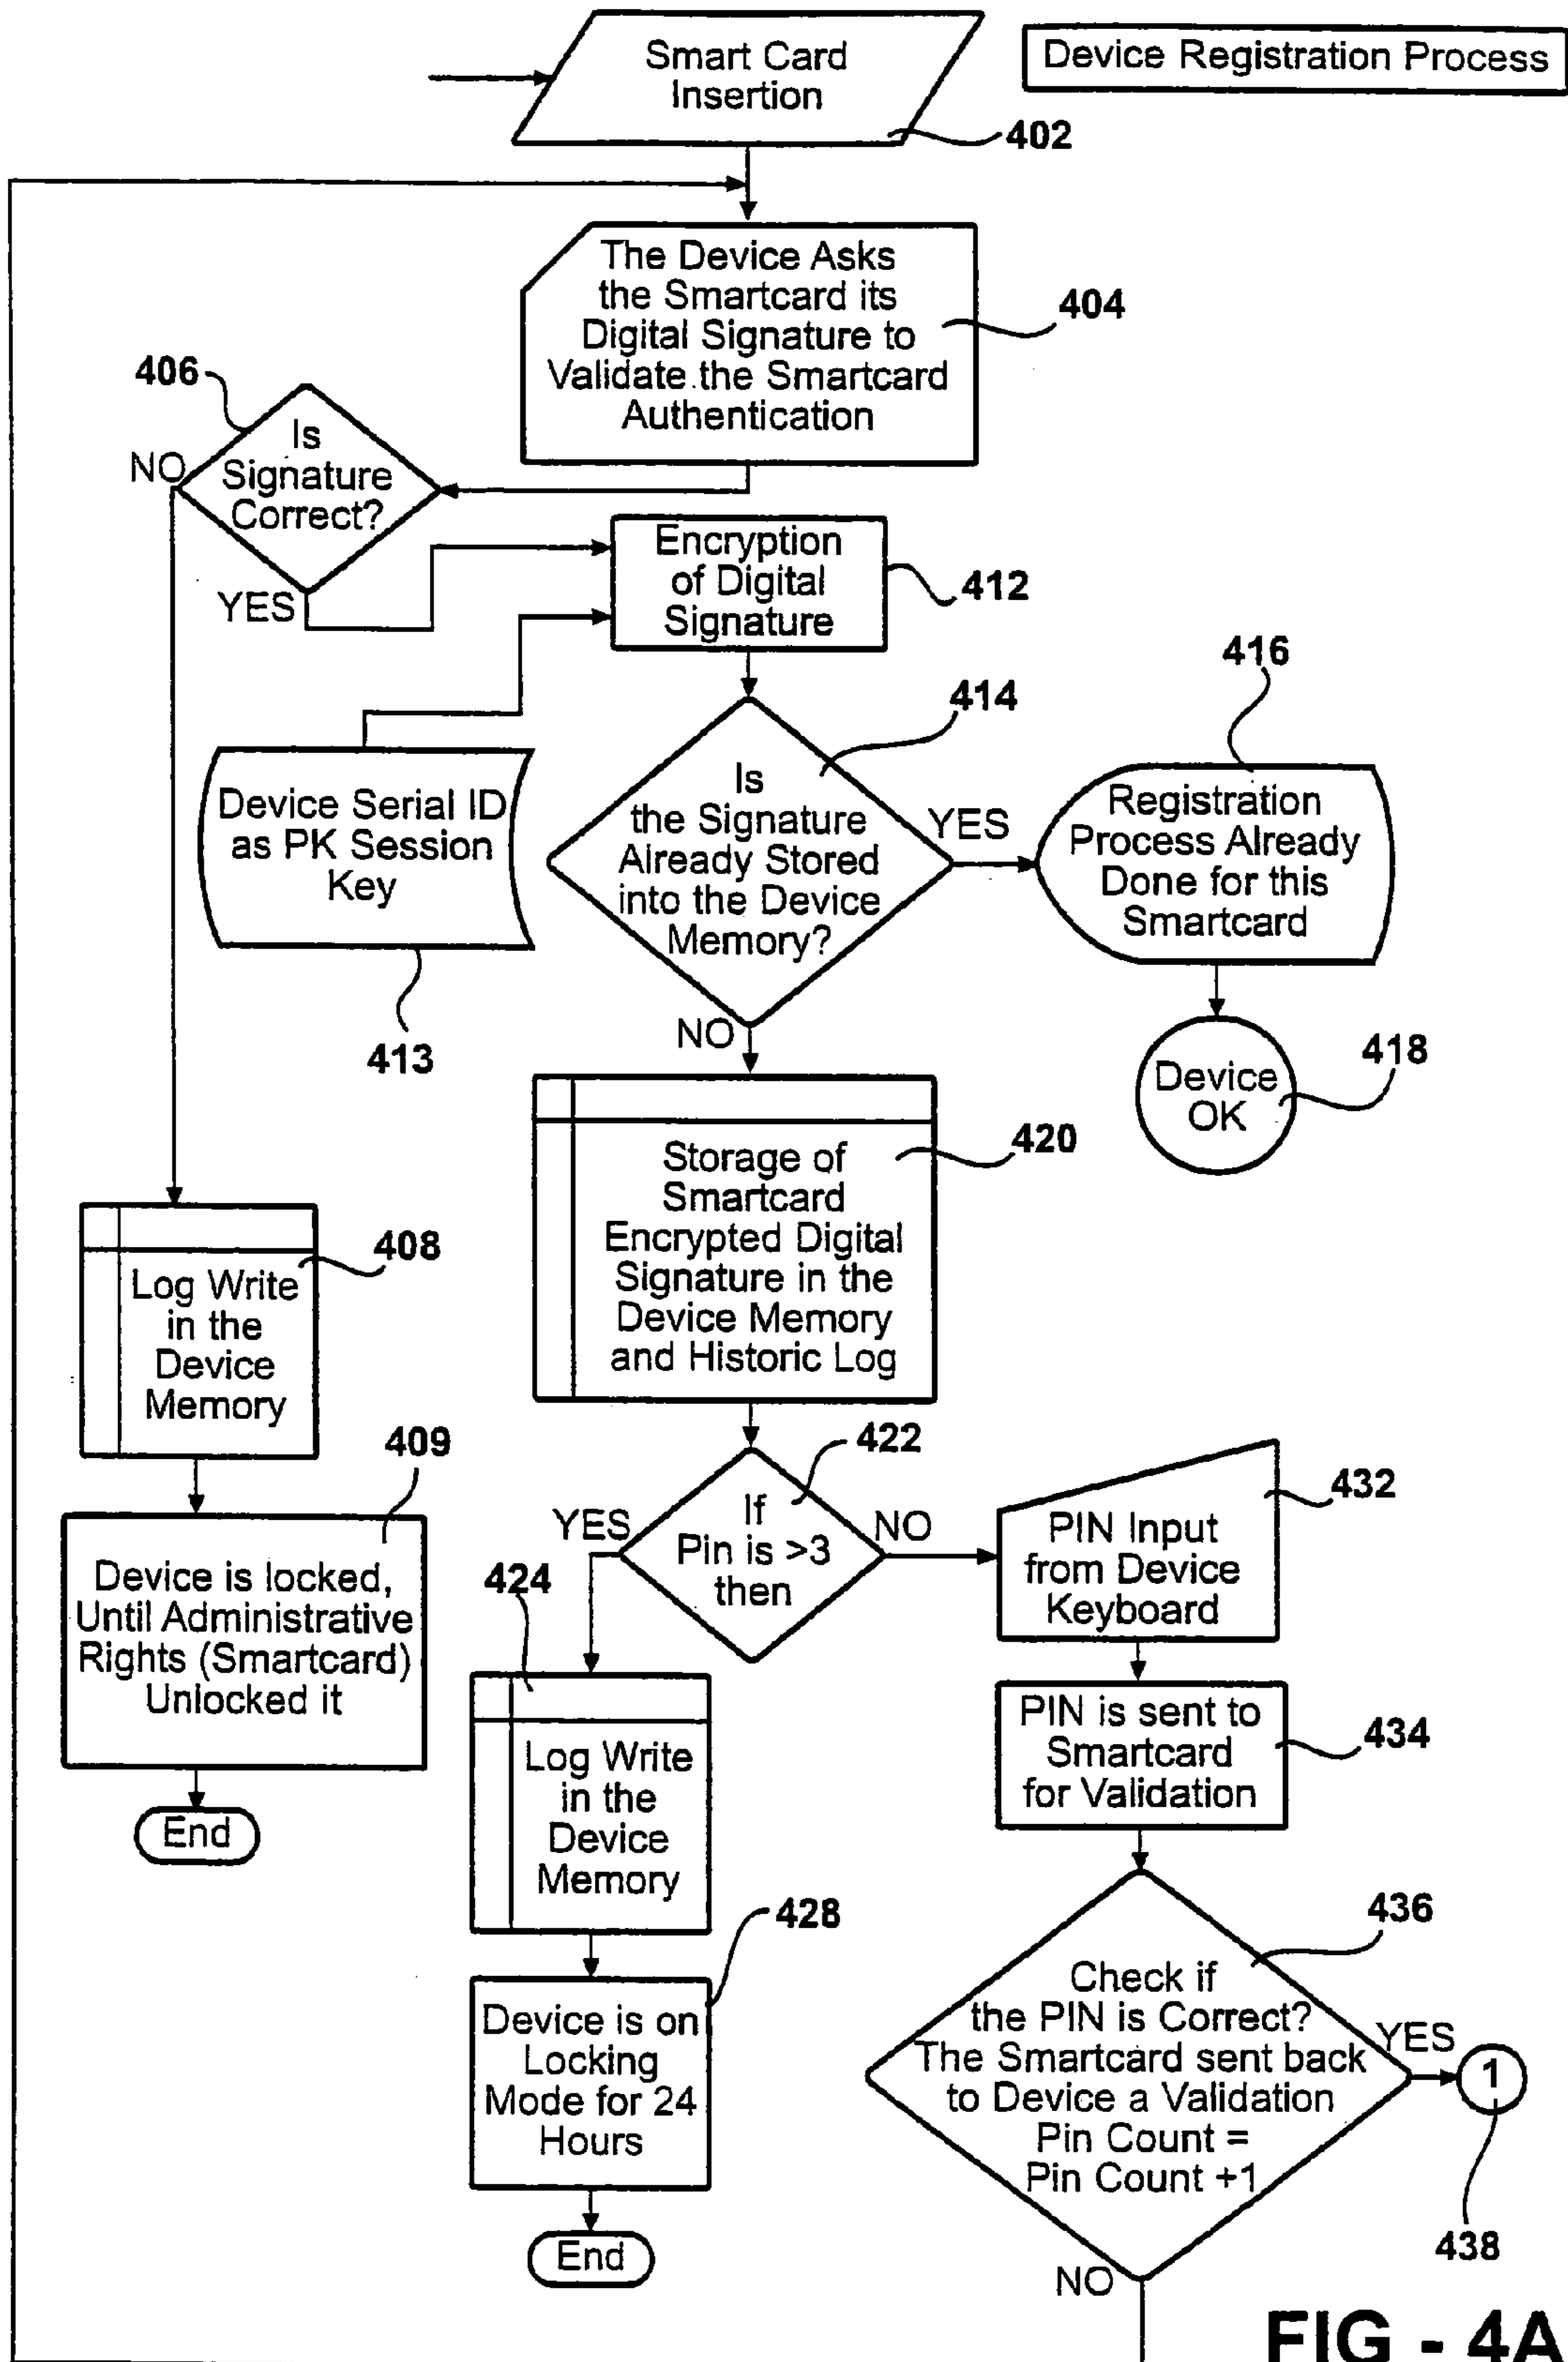 Smart Card
Insertion
Device Registration Process
402
The Device Asks
the Smartcard its
Digital Signature to
Validate the Smartcard
Authentication
404
406
Is
Signature
Correct?
NO
YES
Encryption
of Digital
Signature
412
Device Serial ID
as PK Session
Key
413
414
Is
the Signature
Already Stored
into the Device
Memory?
YES
NO
416
Registration
Process Already
Done for this
Smartcard
Device
OK
418
420
Storage of
Smartcard
Encrypted Digital
Signature in the
Device Memory
and Historic Log
408
Log Write
in the
Device
Memory
409
Device is locked,
Until Administrative
Rights (Smartcard)
Unlocked it
End
422
If
Pin is >3
then
YES
NO
424
Log Write
in the
Device
Memory
428
Device is on
Locking
Mode for 24
Hours
End
432
PIN Input
from Device
Keyboard
PIN is sent to
Smartcard
for Validation
434
436
Check if
the PIN is Correct?
The Smartcard sent back
to Device a Validation
Pin Count =
Pin Count +1
YES
1
438
NO
FIG - 4A